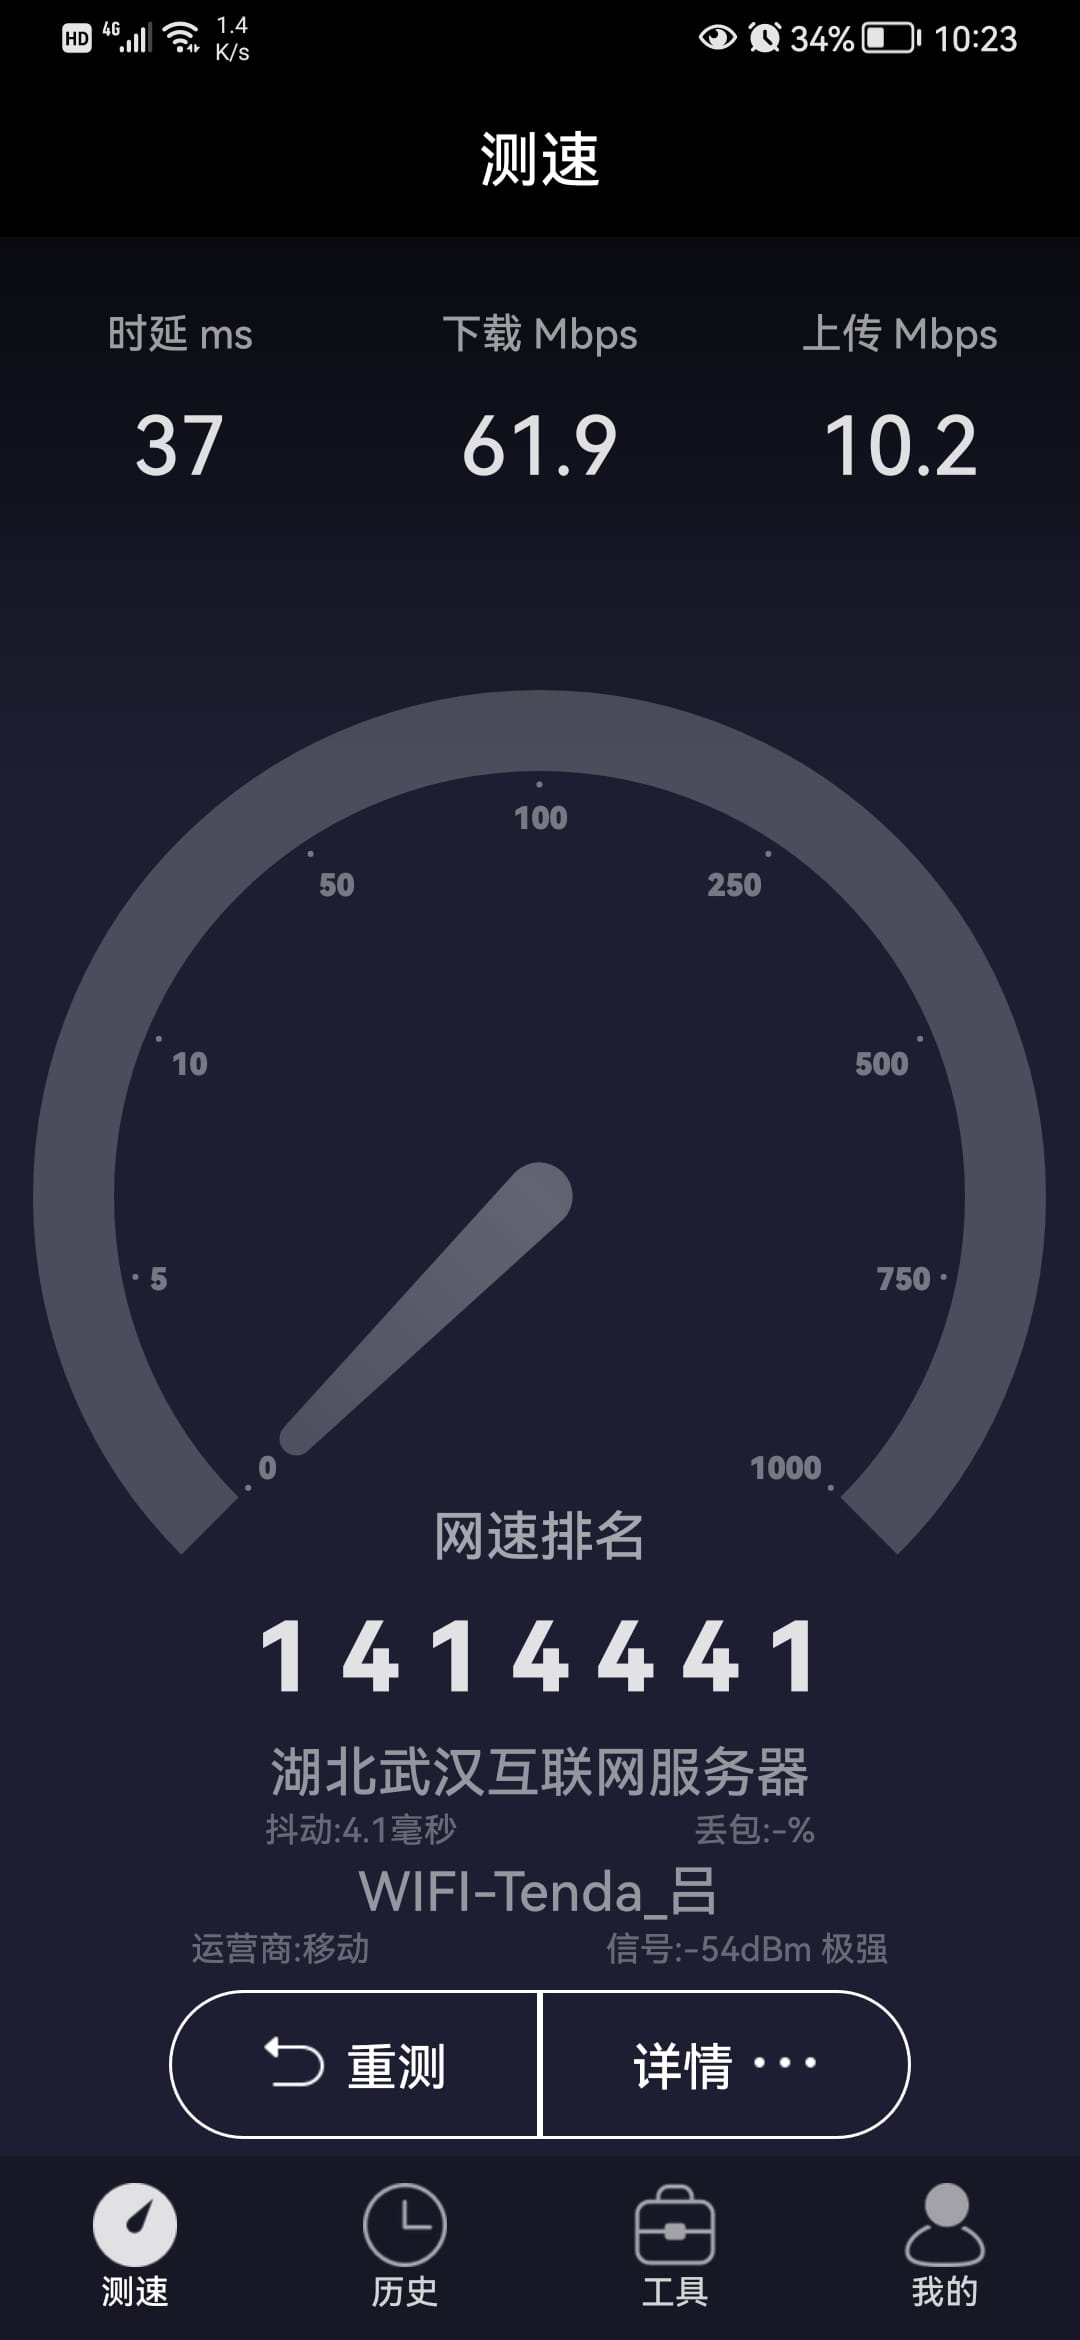 HD 4G 1.4 K/s 34% 10:23
测速
时延 ms 下载 Mbps 上传 Mbps
37 61.9 10.2
100
50 250
10 500
5 750
0 1000
网速排名
1414441
湖北武汉互联网服务器
抖动:4.1毫秒 丢包:-%
WIFI-Tenda_吕
运营商:移动 信号:-54dBm 极强
重测 详情
测速 历史 工具 我的